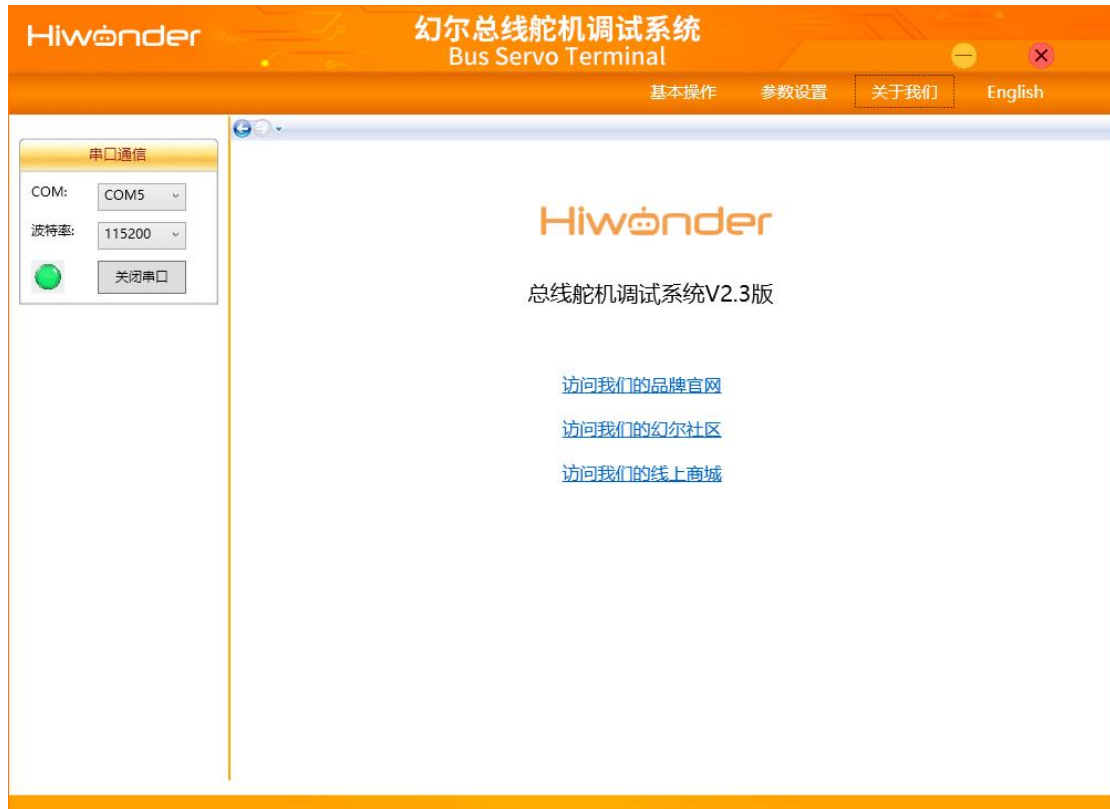 Hiwonder
幻尔总线舵机调试系统
Bus Servo Terminal
基本操作 参数设置 关于我们 English
串口通信
COM: COM5
波特率: 115200
关闭串口
Hiwonder
总线舵机调试系统V2.3版
访问我们的品牌官网
访问我们的幻尔社区
访问我们的线上商城